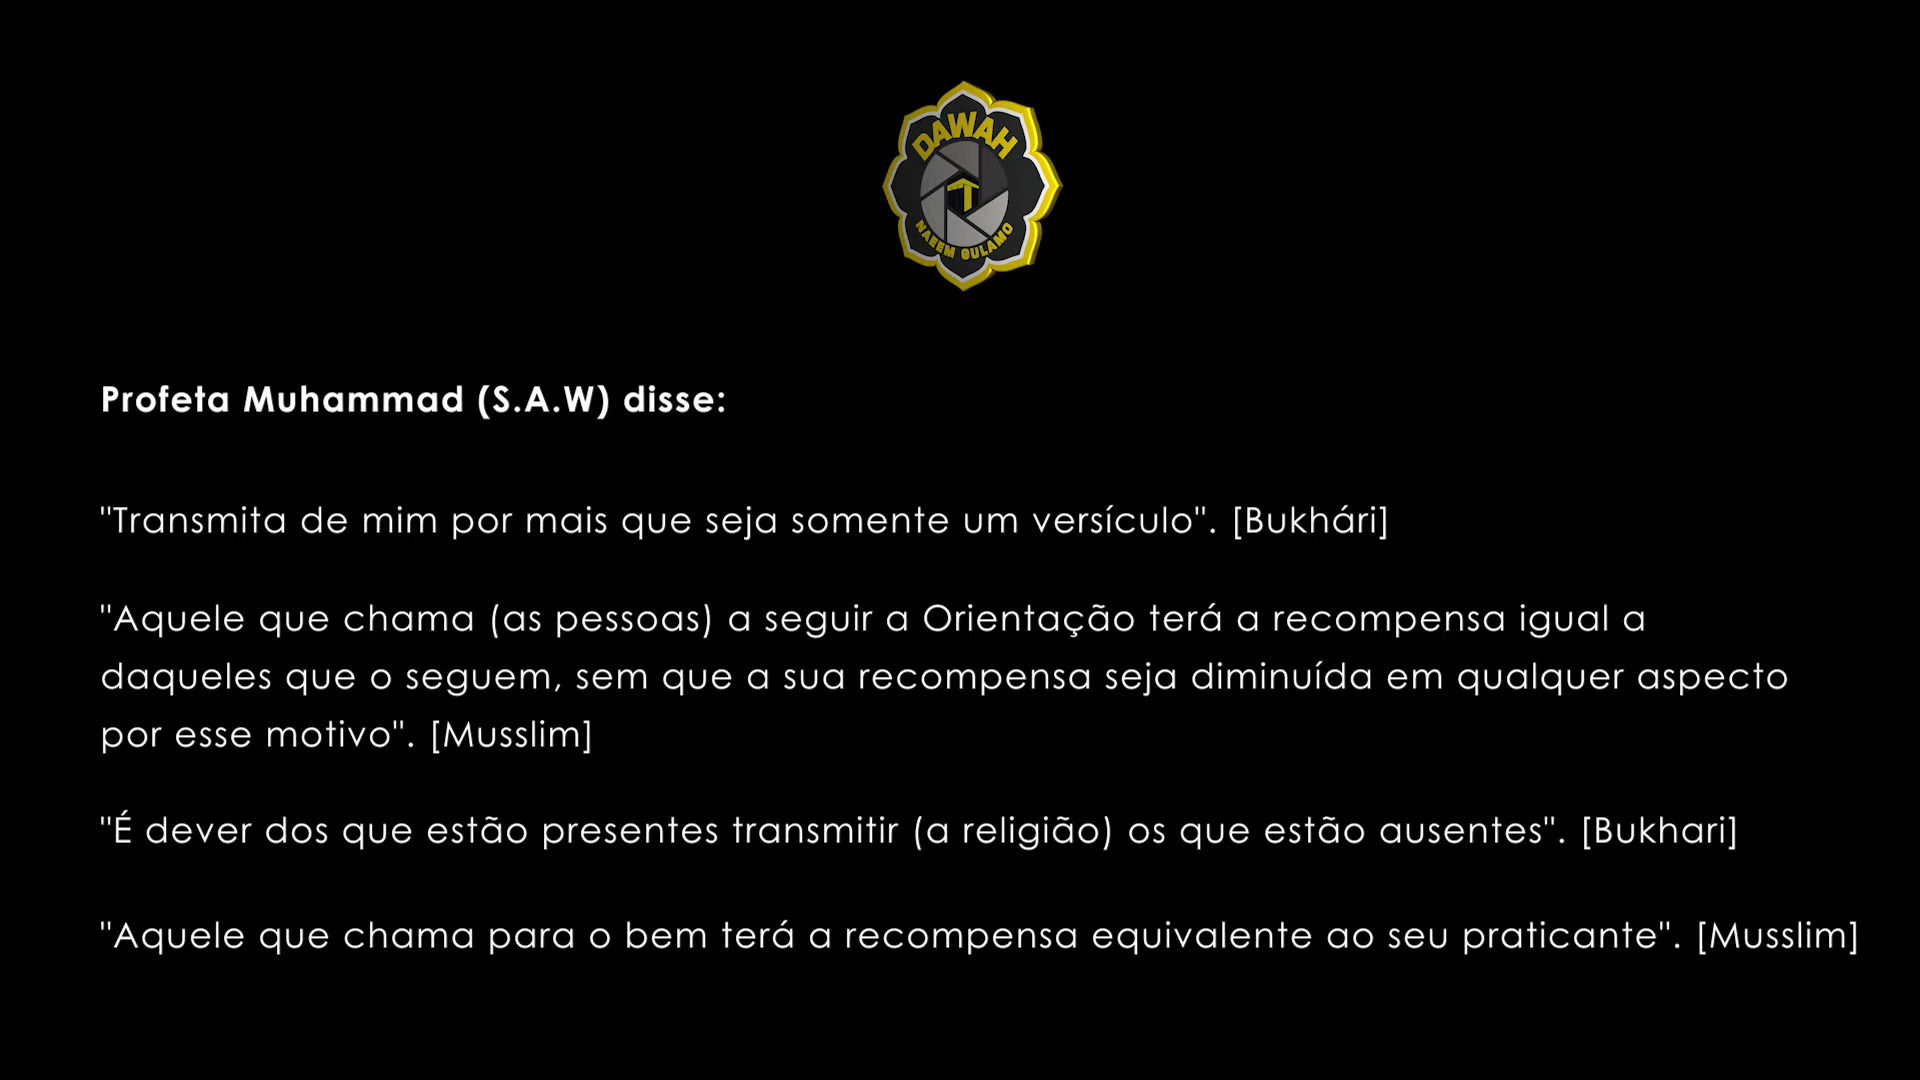 DAWAH
NAEEM GULAMO
Profeta Muhammad (S.A.W) disse:
"Transmita de mim por mais que seja somente um versículo". [Bukhári]
"Aquele que chama (as pessoas) a seguir a Orientação terá a recompensa igual a
daqueles que o seguem, sem que a sua recompensa seja diminuída em qualquer aspecto
por esse motivo". [Musslim]
"É dever dos que estão presentes transmitir (a religião) os que estão ausentes". [Bukhari]
"Aquele que chama para o bem terá a recompensa equivalente ao seu praticante". [Musslim]